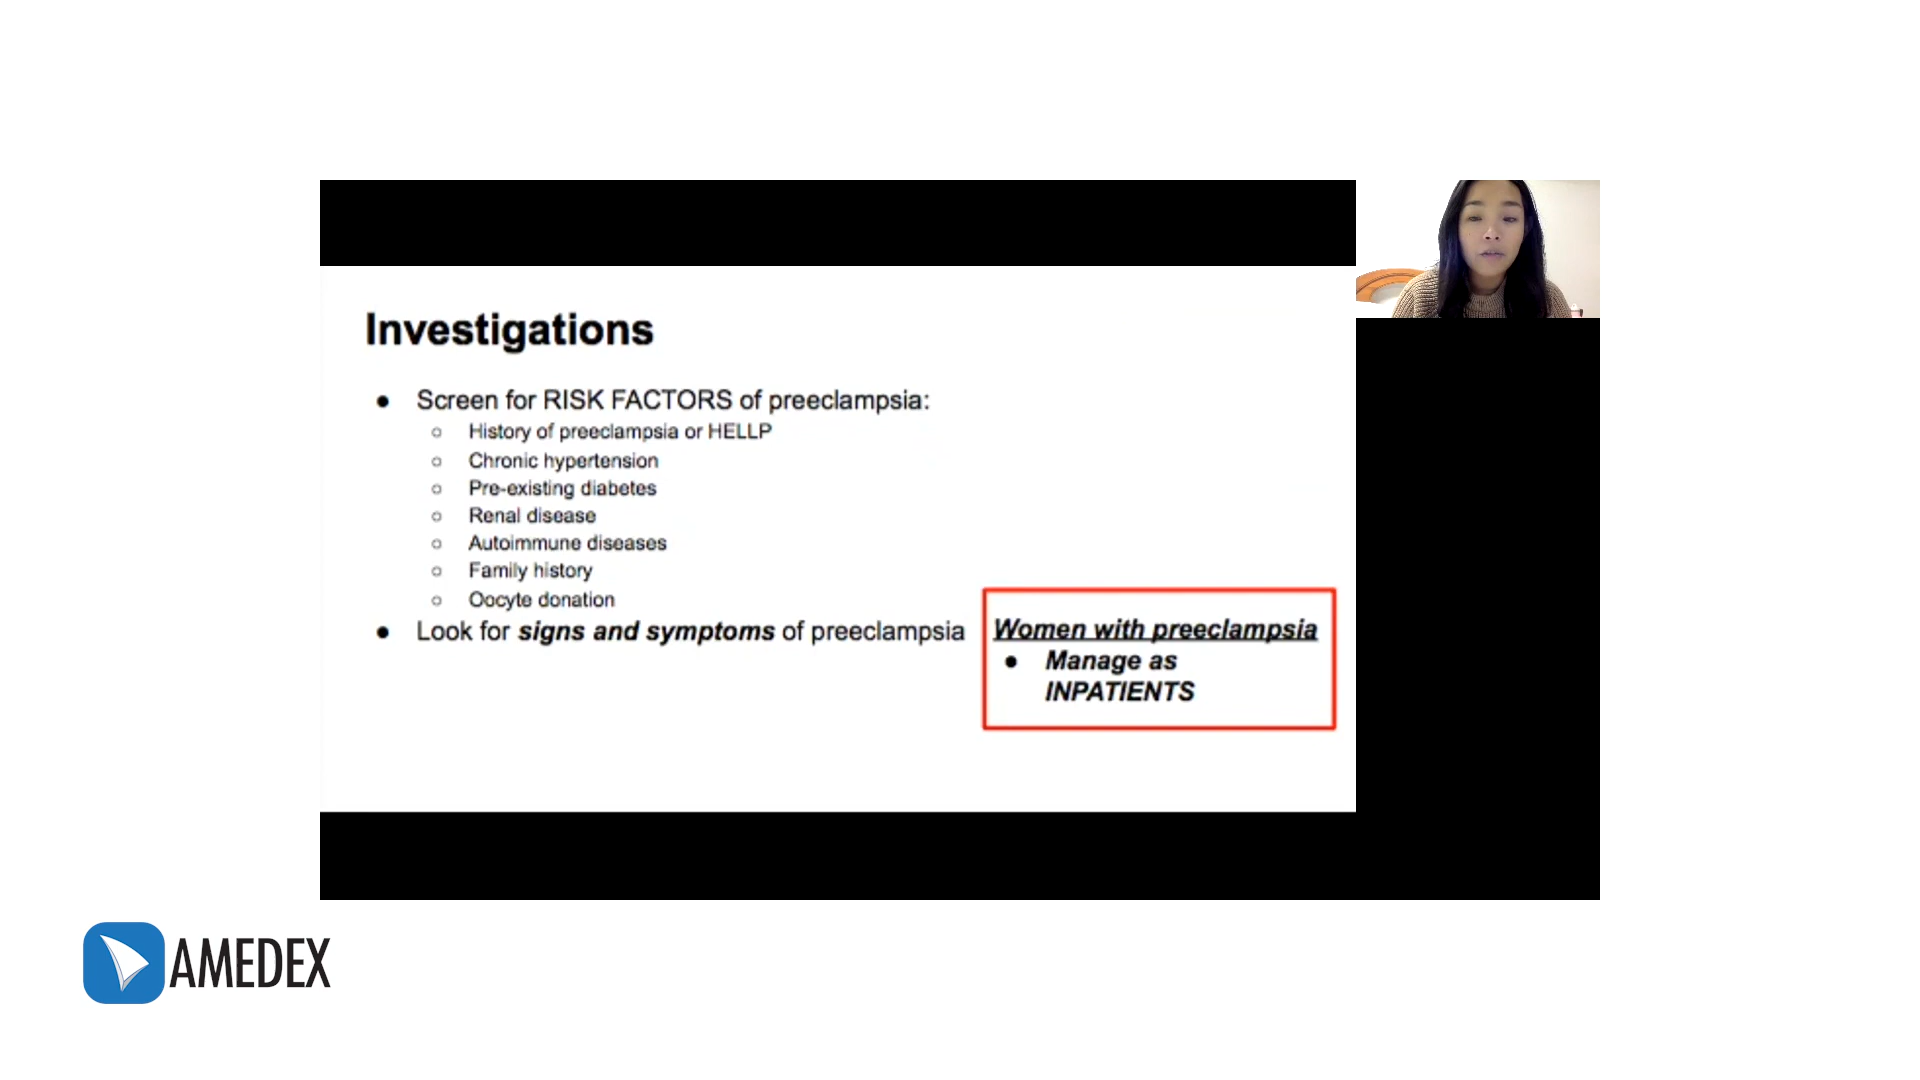 Investigations
● Screen for RISK FACTORS of preeclampsia:
○ History of preeclampsia or HELLP
○ Chronic hypertension
○ Pre-existing diabetes
○ Renal disease
○ Autoimmune diseases
○ Family history
○ Oocyte donation
● Look for signs and symptoms of preeclampsia
Women with preeclampsia
● Manage as
INPATIENTS
AMEDEX